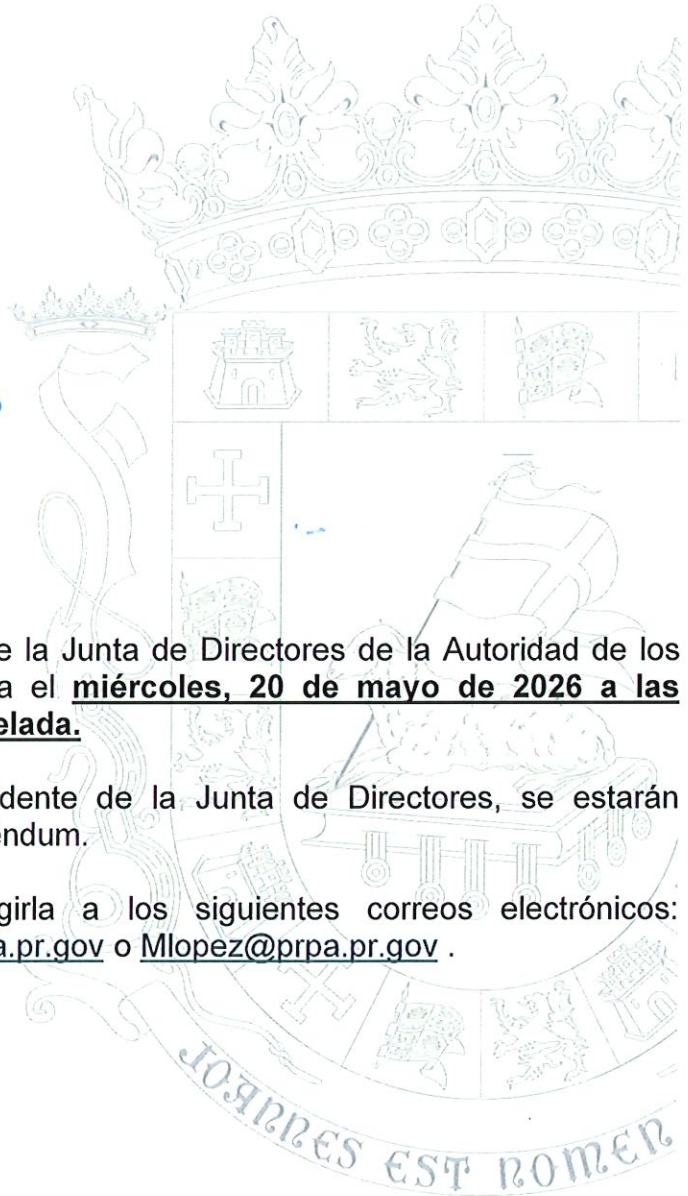 e la Junta de Directores de la Autoridad de los
a el miércoles, 20 de mayo de 2026 a las
elada.
dente de la Junta de Directores, se estarán
endum.
girla a los siguientes correos electrónicos:
a.pr.gov o Mlopez@prpa.pr.gov .
JOANNES EST NOMEN